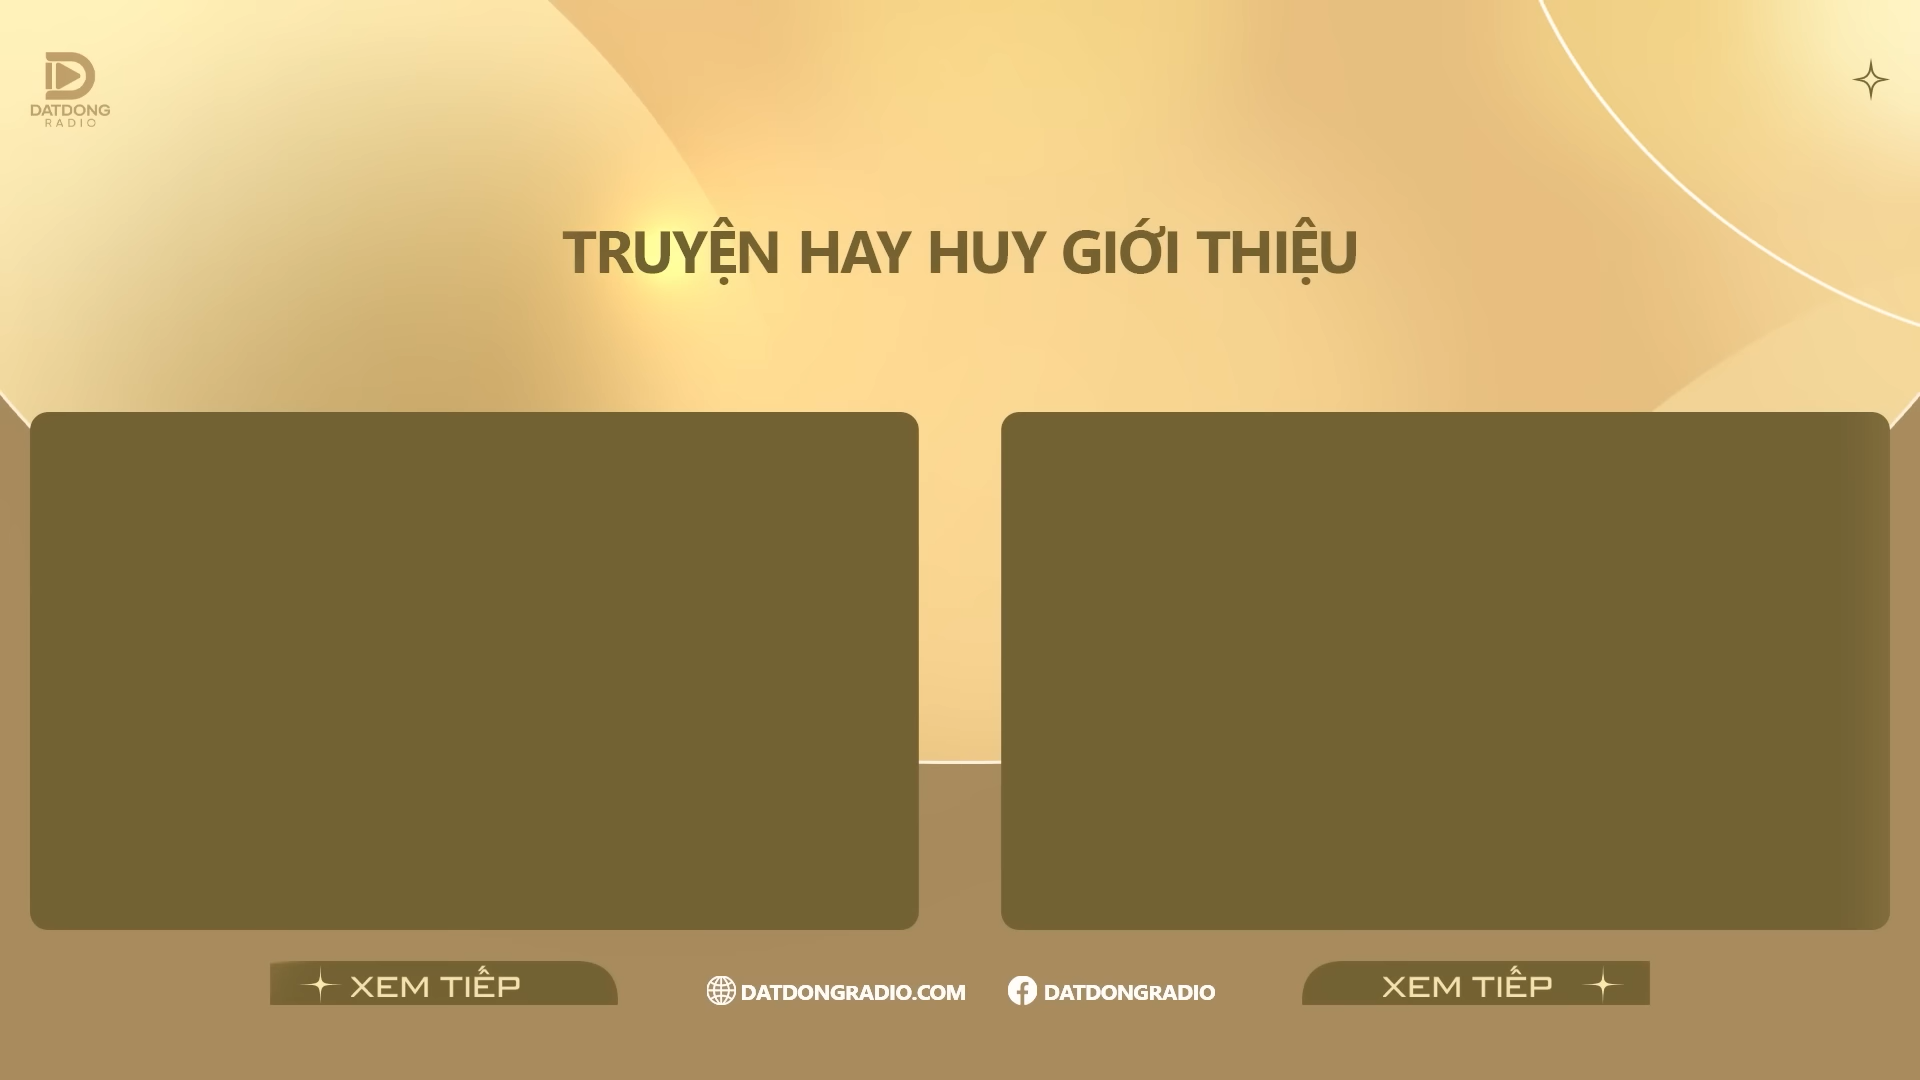 DATDONG
RADIO
TRUYỆN HAY HUY GIỚI THIỆU
XEM TIẾP
DATDONGRADIO.COM
DATDONGRADIO
XEM TIẾP